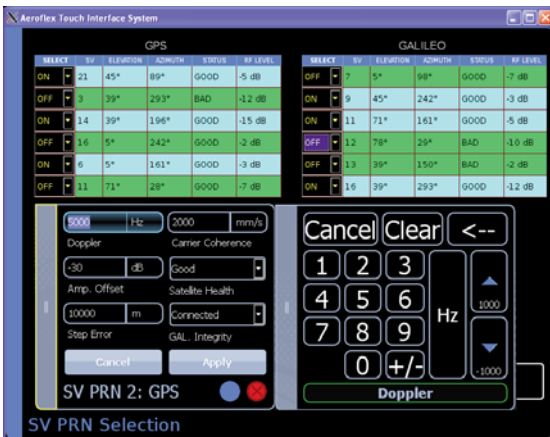 Aeroflex Touch Interface System
GPS
SELECT SV ELEVATION AZIMUTH STATUS RF LEVEL
ON 21 45° 89° GOOD -5 dB
OFF 3 39° 293° BAD -12 dB
ON 14 39° 196° GOOD -15 dB
OFF 16 5° 242° GOOD -2 dB
ON 6 5° 161° GOOD -3 dB
OFF 11 71° 28° GOOD -7 dB
GALILEO
SELECT SV ELEVATION AZIMUTH STATUS RF LEVEL
OFF 7 5° 98° GOOD -7 dB
ON 9 45° 242° GOOD -3 dB
ON 11 71° 161° GOOD -5 dB
OFF 12 78° 29° BAD -10 dB
OFF 13 39° 150° BAD -2 dB
ON 16 39° 293° GOOD -12 dB
5000 Hz 2000 mm/s
Doppler Carrier Coherence
-30 dB Good
Amp. Offset Satellite Health
10000 m Connected
Step Error GAL. Integrity
Cancel Apply
SV PRN 2: GPS
Cancel Clear <--
1 2 3
4 5 6 Hz 1000
7 8 9
0 +/- -1000
Doppler
SV PRN Selection